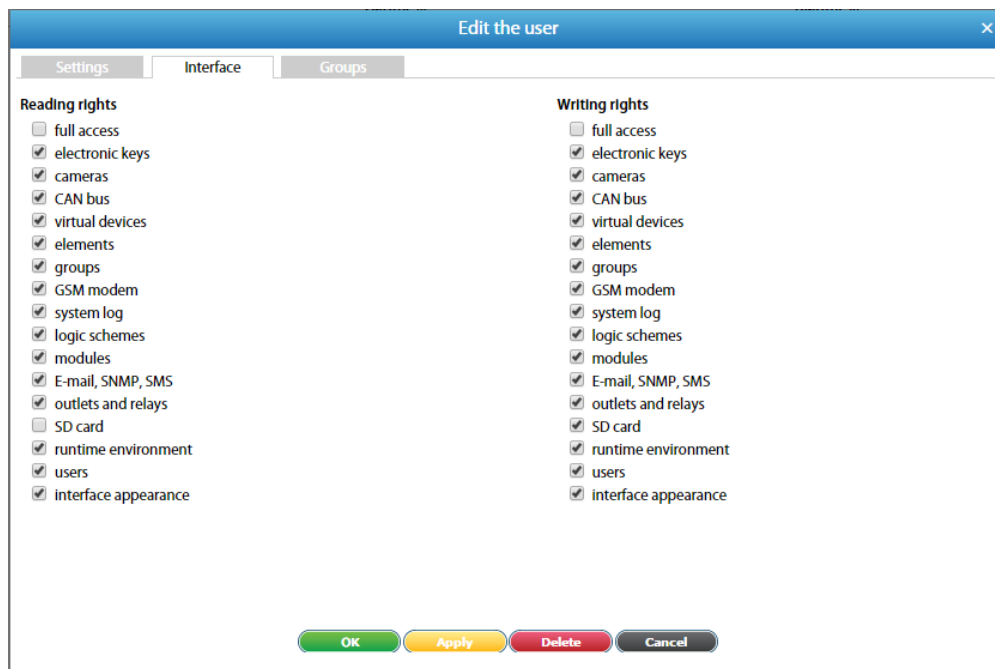 Edit the user
Settings Interface Groups
Reading rights
full access
electronic keys
cameras
CAN bus
virtual devices
elements
groups
GSM modem
system log
logic schemes
modules
E-mail, SNMP, SMS
outlets and relays
SD card
runtime environment
users
interface appearance
Writing rights
full access
electronic keys
cameras
CAN bus
virtual devices
elements
groups
GSM modem
system log
logic schemes
modules
E-mail, SNMP, SMS
outlets and relays
SD card
runtime environment
users
interface appearance
OK Apply Delete Cancel